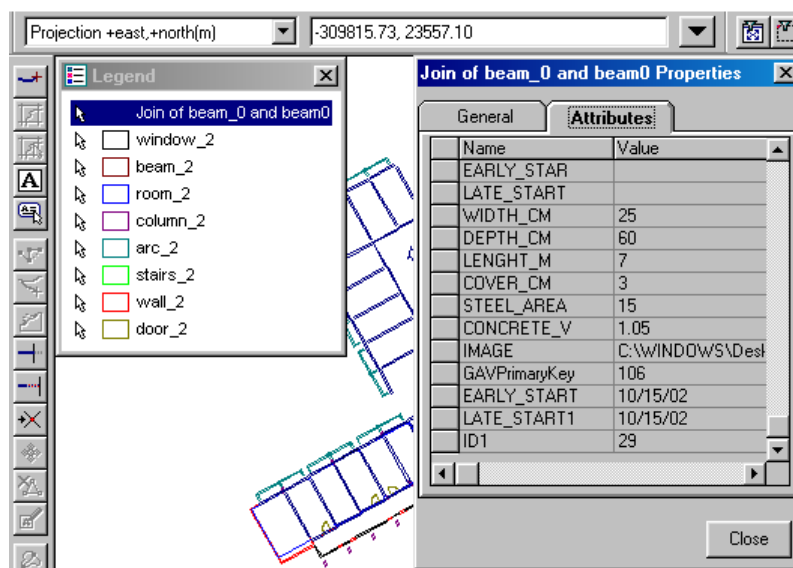 Projection +east,+north(m)
-309815.73, 23557.10
Legend
Join of beam_0 and beam0
window_2
beam_2
room_2
column_2
arc_2
stairs_2
wall_2
door_2
A
Join of beam_0 and beam0 Properties
General
Attributes
Name Value
EARLY_STAR
LATE_START
WIDTH_CM 25
DEPTH_CM 60
LENGHT_M 7
COVER_CM 3
STEEL_AREA 15
CONCRETE_V 1.05
IMAGE C:\WINDOWS\Desk
GAVPrimaryKey 106
EARLY_START 10/15/02
LATE_START1 10/15/02
ID1 29
Close